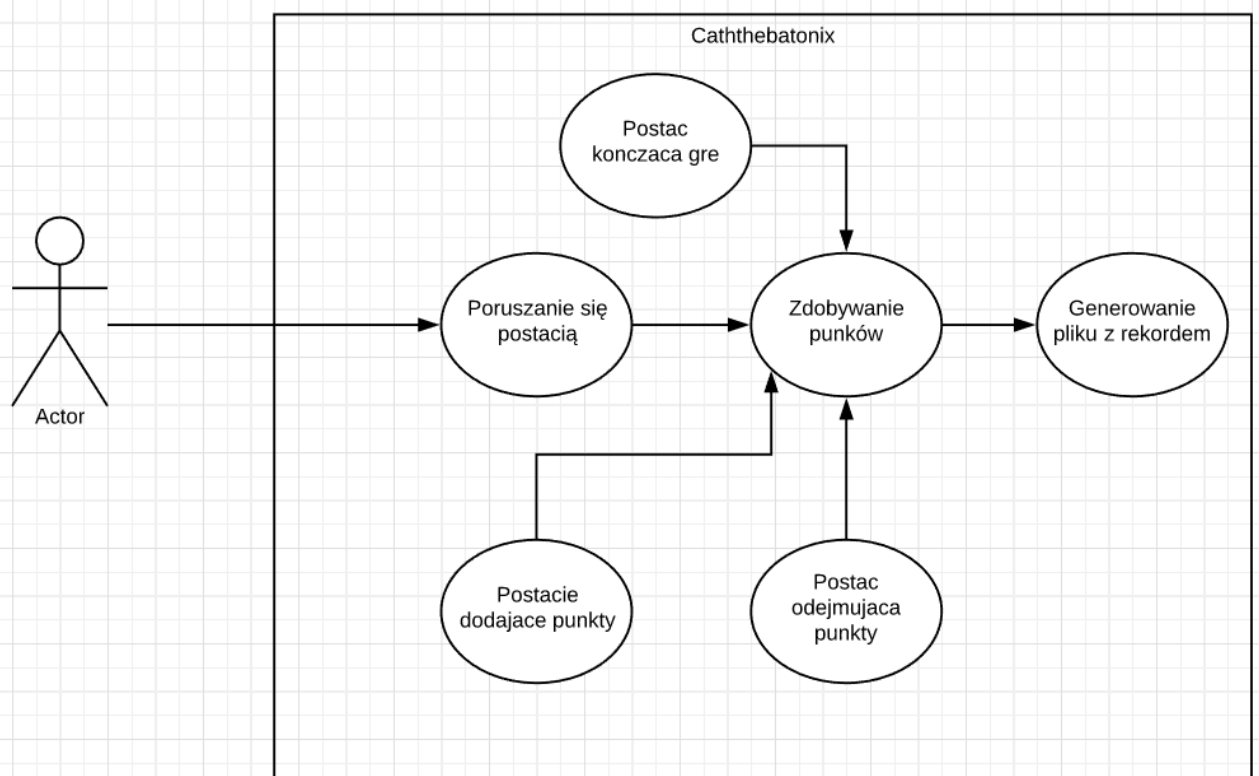 Caththebatonix
Postac
konczaca gre
Poruszanie się
postacią
Zdobywanie
punków
Generowanie
pliku z rekordem
Actor
Postacie
dodajace punkty
Postac
odejmujaca
punkty